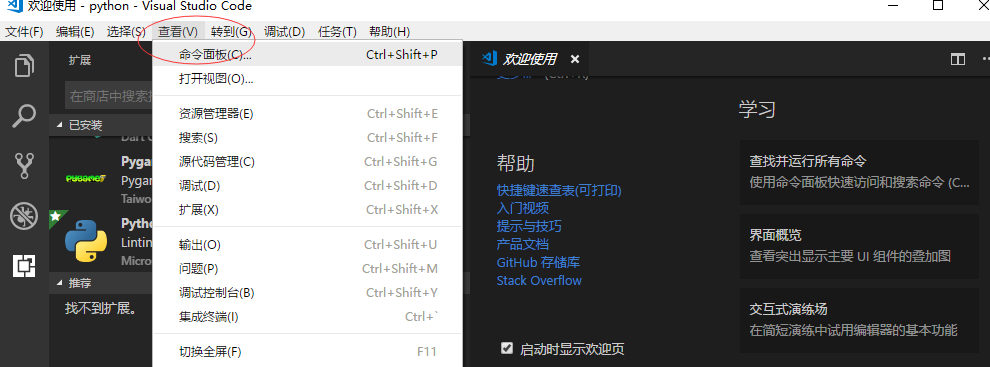 欢迎使用 - python - Visual Studio Code
文件(F) 编辑(E) 选择(S) 查看(V) 转到(G) 调试(D) 任务(T) 帮助(H)
扩展
在商店中搜索
已安装
Pyga
PYGAME
Pygam
Taiwo
Pytho
Lintin
Micros
推荐
找不到扩展。
命令面板(C)... Ctrl+Shift+P
打开视图(O)...
资源管理器(E) Ctrl+Shift+E
搜索(S) Ctrl+Shift+F
源代码管理(C) Ctrl+Shift+G
调试(D) Ctrl+Shift+D
扩展(X) Ctrl+Shift+X
输出(O) Ctrl+Shift+U
问题(P) Ctrl+Shift+M
调试控制台(B) Ctrl+Shift+Y
集成终端(I) Ctrl+`
切换全屏(F) F11
欢迎使用
帮助
快捷键速查表(可打印)
入门视频
提示与技巧
产品文档
GitHub 存储库
Stack Overflow
启动时显示欢迎页
学习
查找并运行所有命令
使用命令面板快速访问和搜索命令 (C...
界面概览
查看突出显示主要 UI 组件的叠加图
交互式演练场
在简短演练中试用编辑器的基本功能